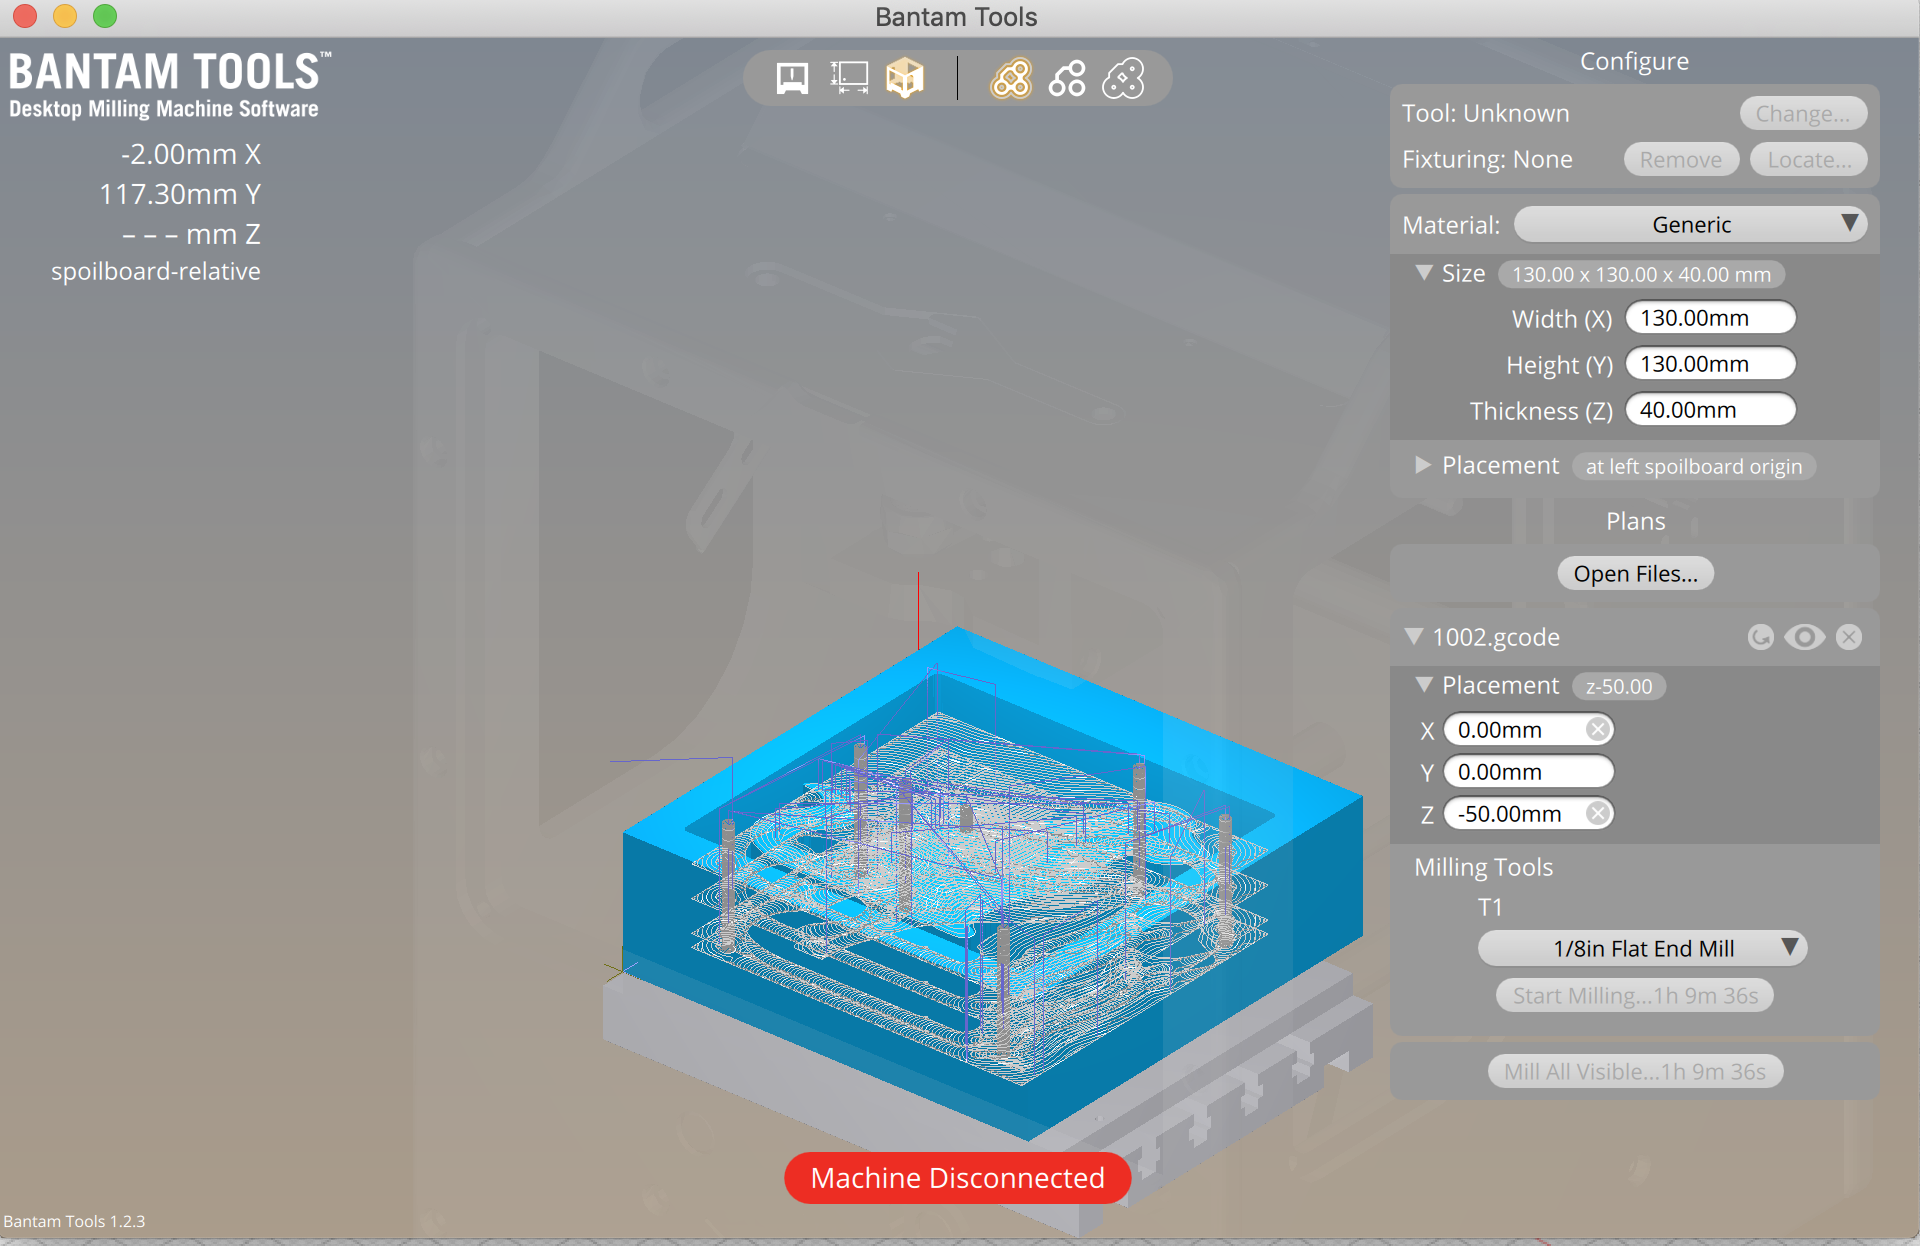 Bantam Tools
BANTAM TOOLS™
Desktop Milling Machine Software
-2.00mm X
117.30mm Y
– – – mm Z
spoilboard-relative
Configure
Tool: Unknown
Change...
Fixturing: None
Remove
Locate...
Material:
Generic
Size
130.00 x 130.00 x 40.00 mm
Width (X)
130.00mm
Height (Y)
130.00mm
Thickness (Z)
40.00mm
Placement
at left spoilboard origin
Plans
Open Files...
1002.gcode
Placement
z-50.00
X
0.00mm
Y
0.00mm
Z
-50.00mm
Milling Tools
T1
1/8in Flat End Mill
Start Milling...1h 9m 36s
Mill All Visible...1h 9m 36s
Machine Disconnected
Bantam Tools 1.2.3